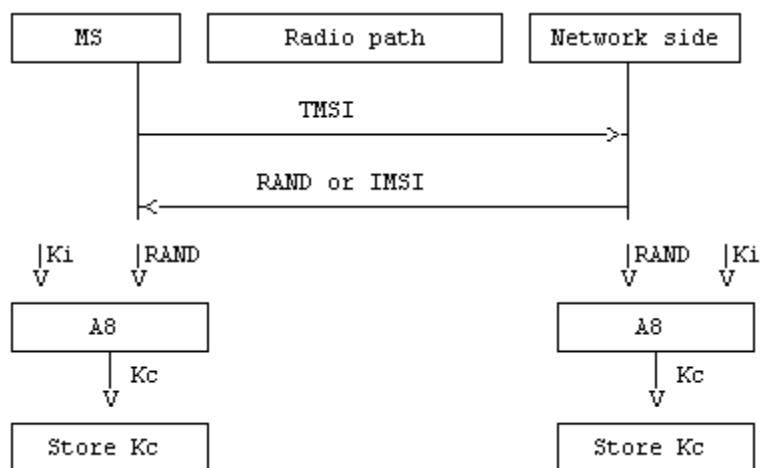 MS Radio path Network side
TMSI
RAND or IMSI
|Ki |RAND |RAND |Ki
A8 A8
Kc Kc
Store Kc Store Kc